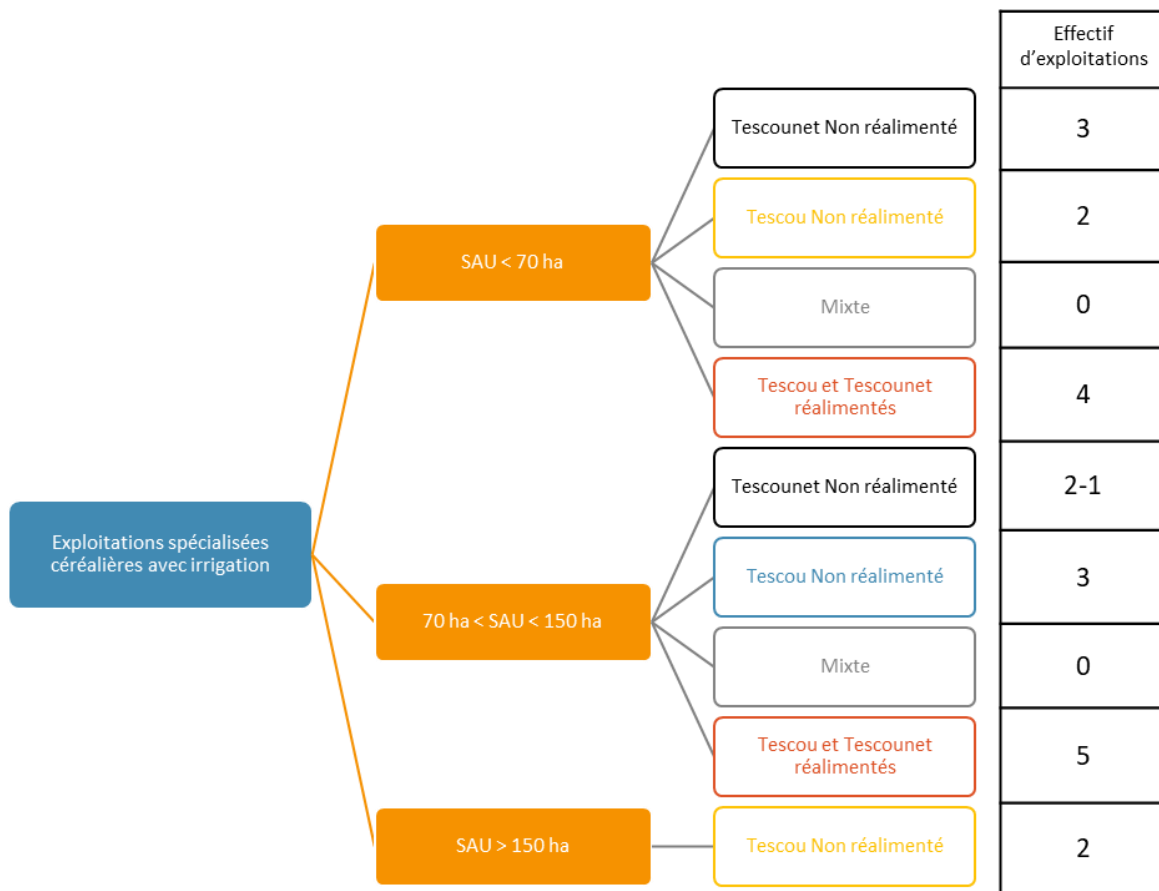 Effectif
d'exploitations
Tescounet Non réalimenté
3
Tescou Non réalimenté
2
SAU < 70 ha
Mixte
0
Tescou et Tescounet
réalimentés
4
Tescounet Non réalimenté
2-1
Exploitations spécialisées
céréalières avec irrigation
Tescou Non réalimenté
3
70 ha < SAU < 150 ha
Mixte
0
Tescou et Tescounet
réalimentés
5
SAU > 150 ha
Tescou Non réalimenté
2